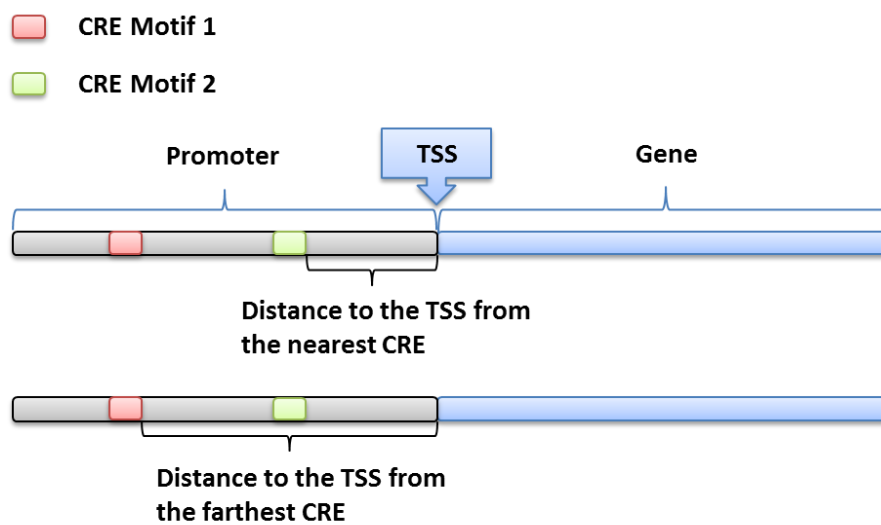 CRE Motif 1
CRE Motif 2
Promoter
TSS
Gene
Distance to the TSS from
the nearest CRE
Distance to the TSS from
the farthest CRE